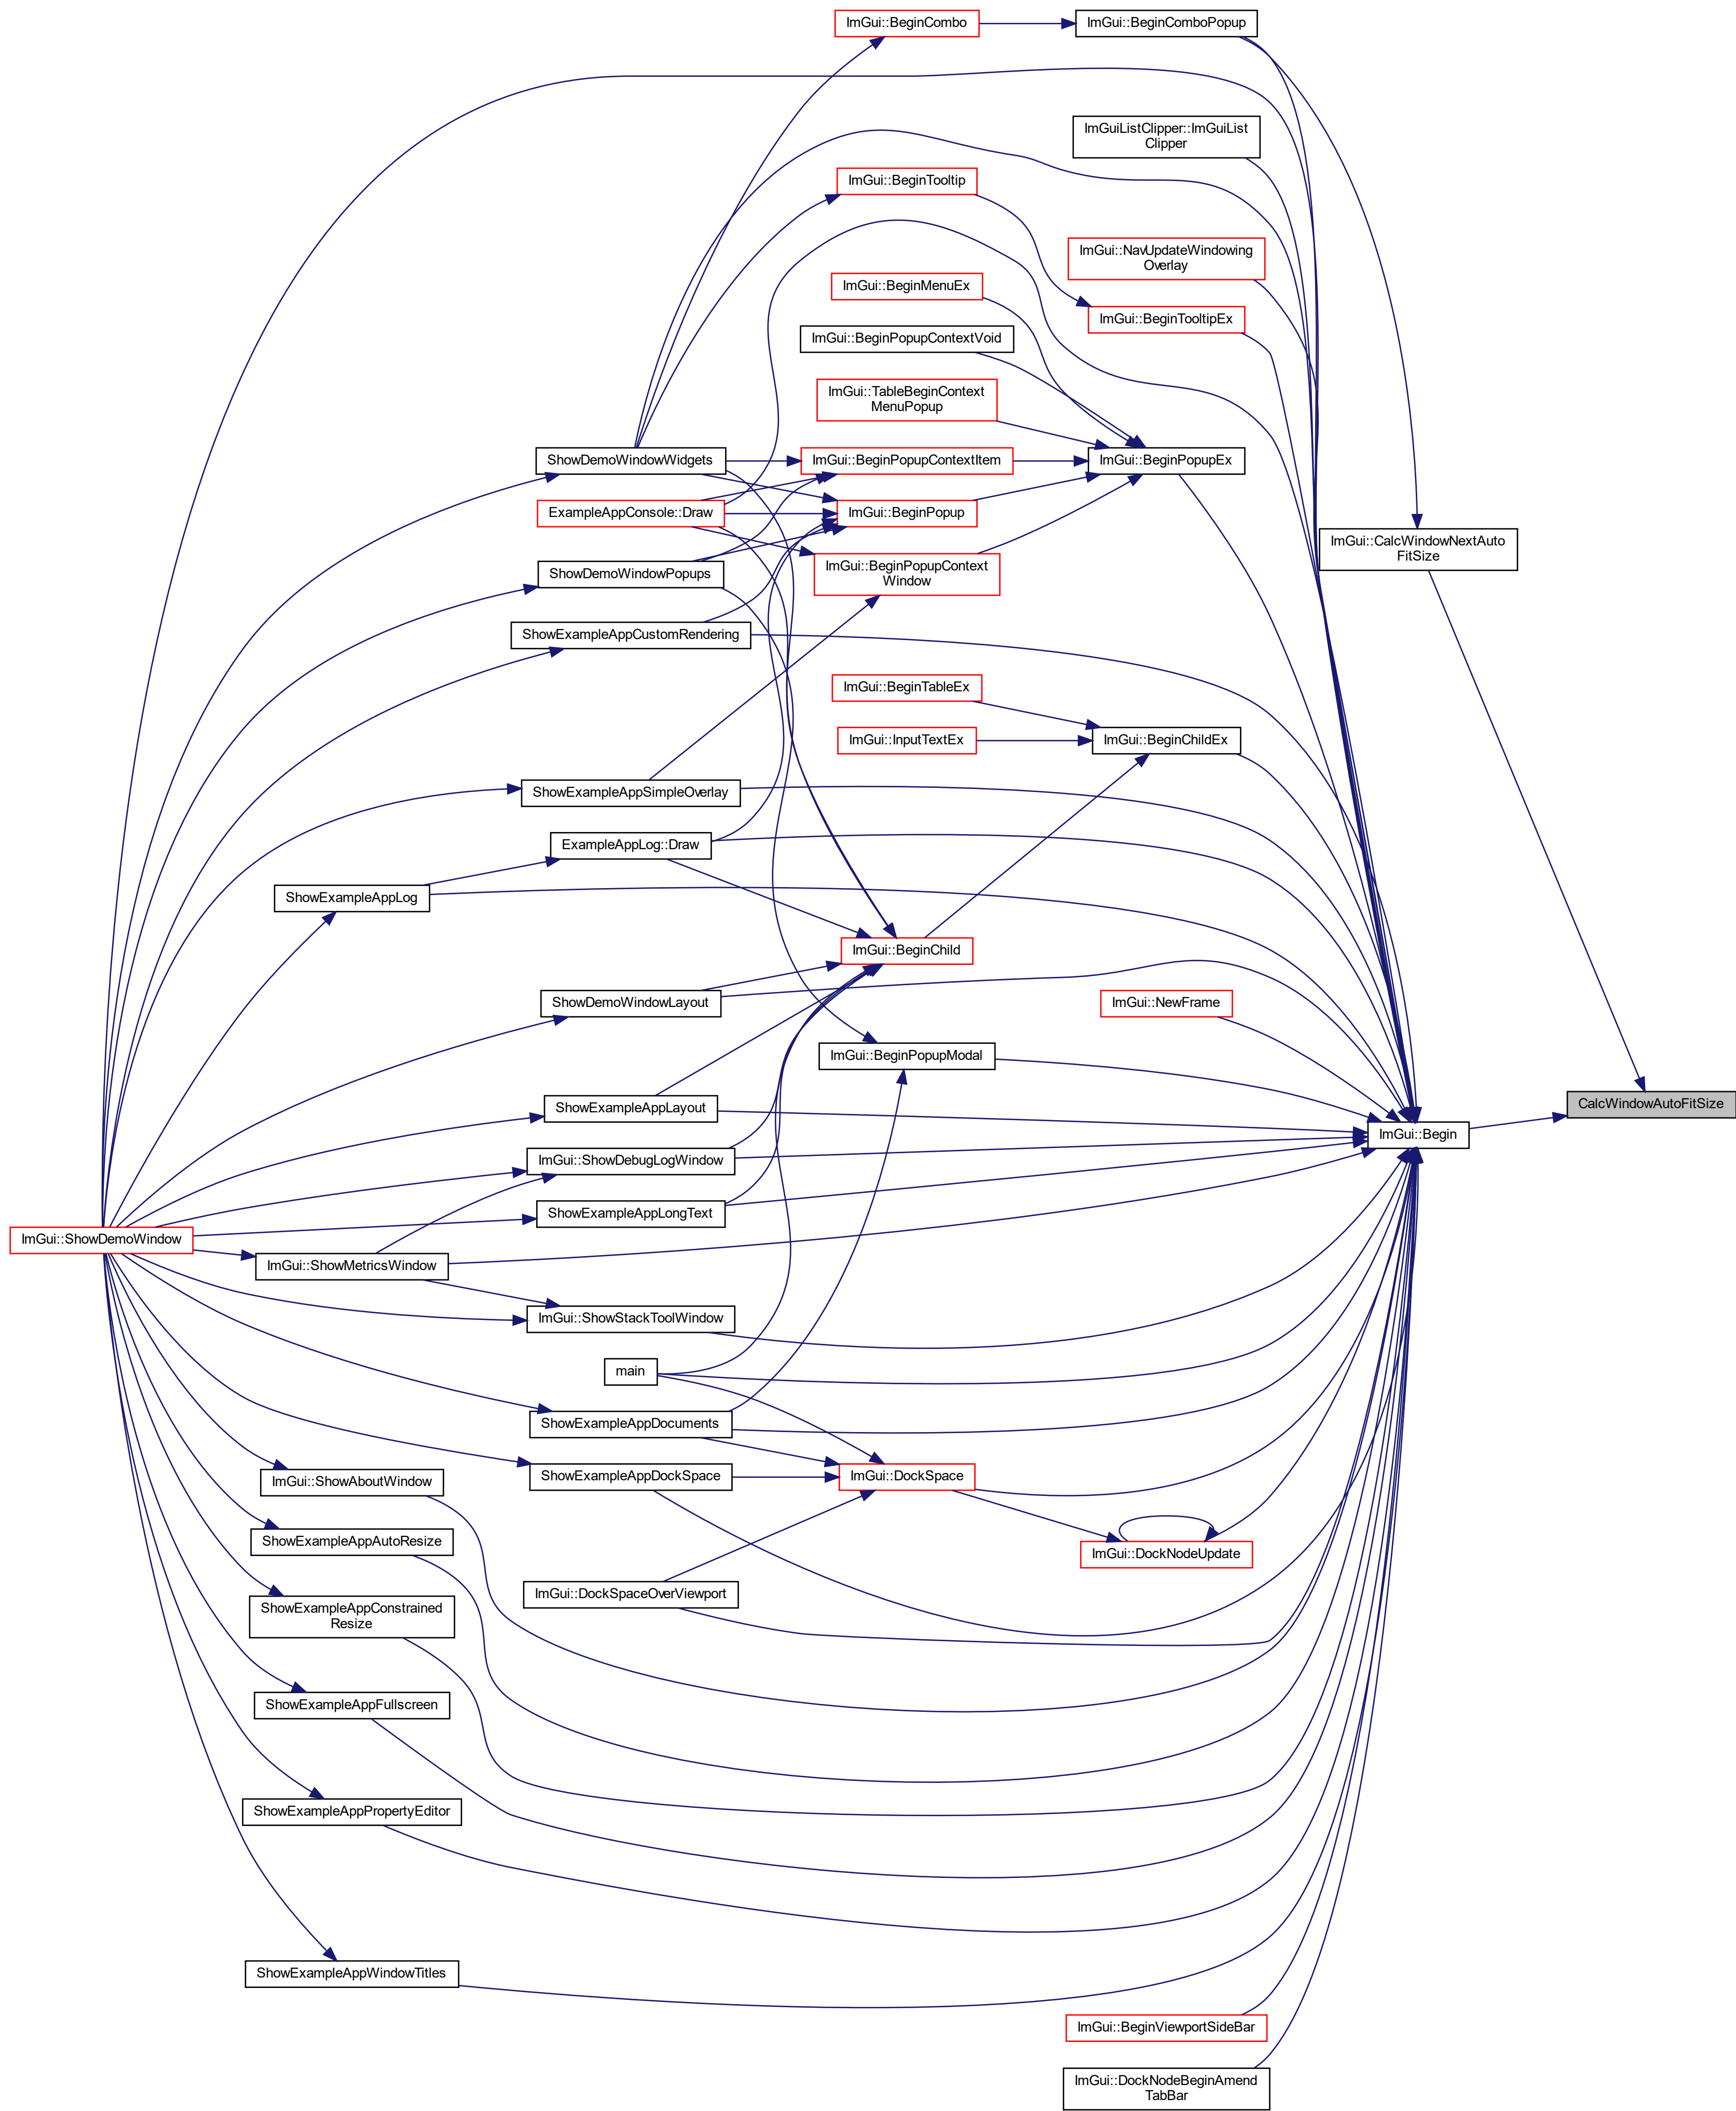 ImGui::BeginCombo
ImGui::BeginComboPopup
ImGuiListClipper::ImGuiList
Clipper
ImGui::BeginTooltip
ImGui::NavUpdateWindowing
Overlay
ImGui::BeginMenuEx
ImGui::BeginTooltipEx
ImGui::BeginPopupContextVoid
ImGui::TableBeginContext
MenuPopup
ShowDemoWindowWidgets
ImGui::BeginPopupContextItem
ImGui::BeginPopupEx
ExampleAppConsole::Draw
ImGui::BeginPopup
ImGui::CalcWindowNextAuto
FitSize
ShowDemoWindowPopups
ImGui::BeginPopupContext
Window
ShowExampleAppCustomRendering
ImGui::BeginTableEx
ImGui::InputTextEx
ImGui::BeginChildEx
ShowExampleAppSimpleOverlay
ExampleAppLog::Draw
ShowExampleAppLog
ImGui::BeginChild
ShowDemoWindowLayout
ImGui::NewFrame
ImGui::BeginPopupModal
ShowExampleAppLayout
CalcWindowAutoFitSize
ImGui::Begin
ImGui::ShowDebugLogWindow
ShowExampleAppLongText
ImGui::ShowDemoWindow
ImGui::ShowMetricsWindow
ImGui::ShowStackToolWindow
main
ShowExampleAppDocuments
ImGui::ShowAboutWindow
ShowExampleAppDockSpace
ImGui::DockSpace
ShowExampleAppAutoResize
ImGui::DockNodeUpdate
ImGui::DockSpaceOverViewport
ShowExampleAppConstrained
Resize
ShowExampleAppFullscreen
ShowExampleAppPropertyEditor
ShowExampleAppWindowTitles
ImGui::BeginViewportSideBar
ImGui::DockNodeBeginAmend
TabBar